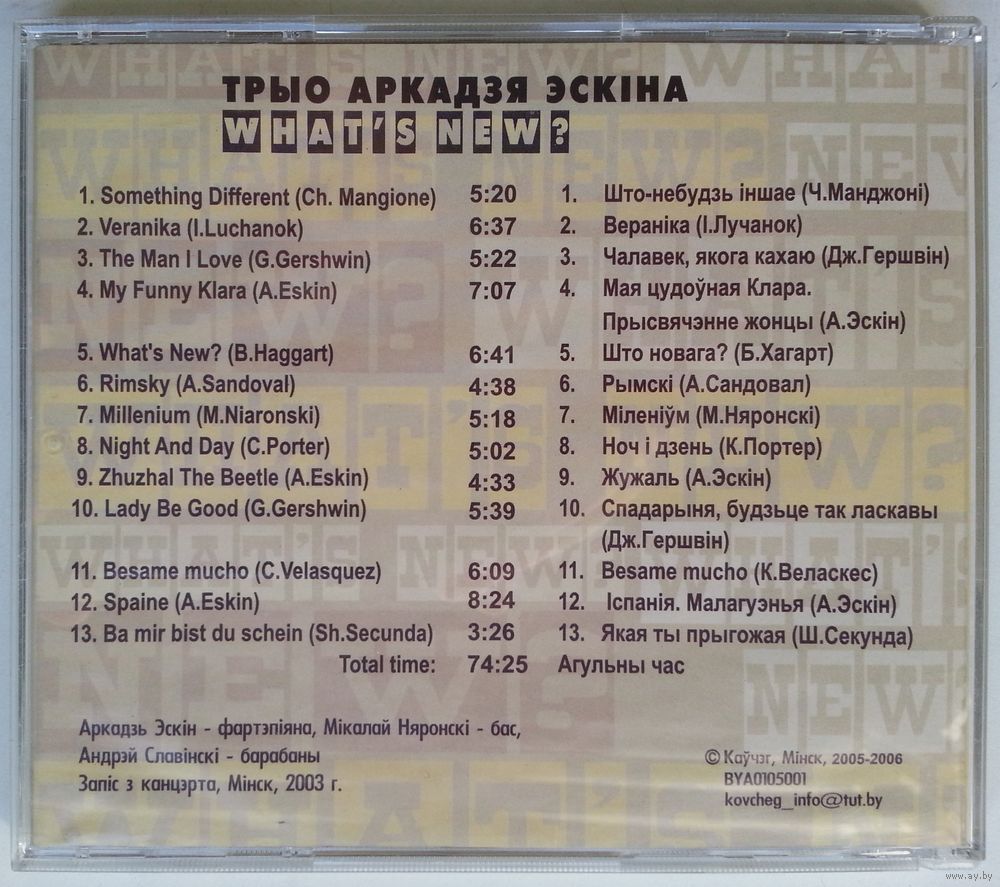 ТРЫО АРКАДЗЯ ЭСКІНА
WHAT'S NEW?
1. Something Different (Ch. Mangione) 5:20 1. Што-небудзь іншае (Ч.Манджоні)
2. Veranika (I.Luchanok) 6:37 2. Вераніка (І.Лучанок)
3. The Man I Love (G.Gershwin) 5:22 3. Чалавек, якога кахаю (Дж.Гершвін)
4. My Funny Klara (A.Eskin) 7:07 4. Мая цудоўная Клара.
Прысвячэнне жонцы (А.Эскін)
5. What's New? (B.Haggart) 6:41 5. Што новага? (Б.Хагарт)
6. Rimsky (A.Sandoval) 4:38 6. Рымскі (А.Сандовал)
7. Millenium (M.Niaronski) 5:18 7. Міленіўм (М.Няронскі)
8. Night And Day (C.Porter) 5:02 8. Ноч і дзень (К.Портер)
9. Zhuzhal The Beetle (A.Eskin) 4:33 9. Жужаль (А.Эскін)
10. Lady Be Good (G.Gershwin) 5:39 10. Спадарыня, будзьце так ласкавы
(Дж.Гершвін)
11. Besame mucho (C.Velasquez) 6:09 11. Besame mucho (К.Веласкес)
12. Spaine (A.Eskin) 8:24 12. Іспанія. Малагуэнья (А.Эскін)
13. Ba mir bist du schein (Sh.Secunda) 3:26 13. Якая ты прыгожая (Ш.Секунда)
Total time: 74:25 Агульны час
Аркадзь Эскін - фартэпіяна, Мікалай Няронскі - бас,
Андрэй Славінскі - барабаны
Запіс з канцэрта, Мінск, 2003 г.
© Каўчэг, Мінск, 2005-2006
BYA0105001
kovcheg_info@tut.by
www.ay.by